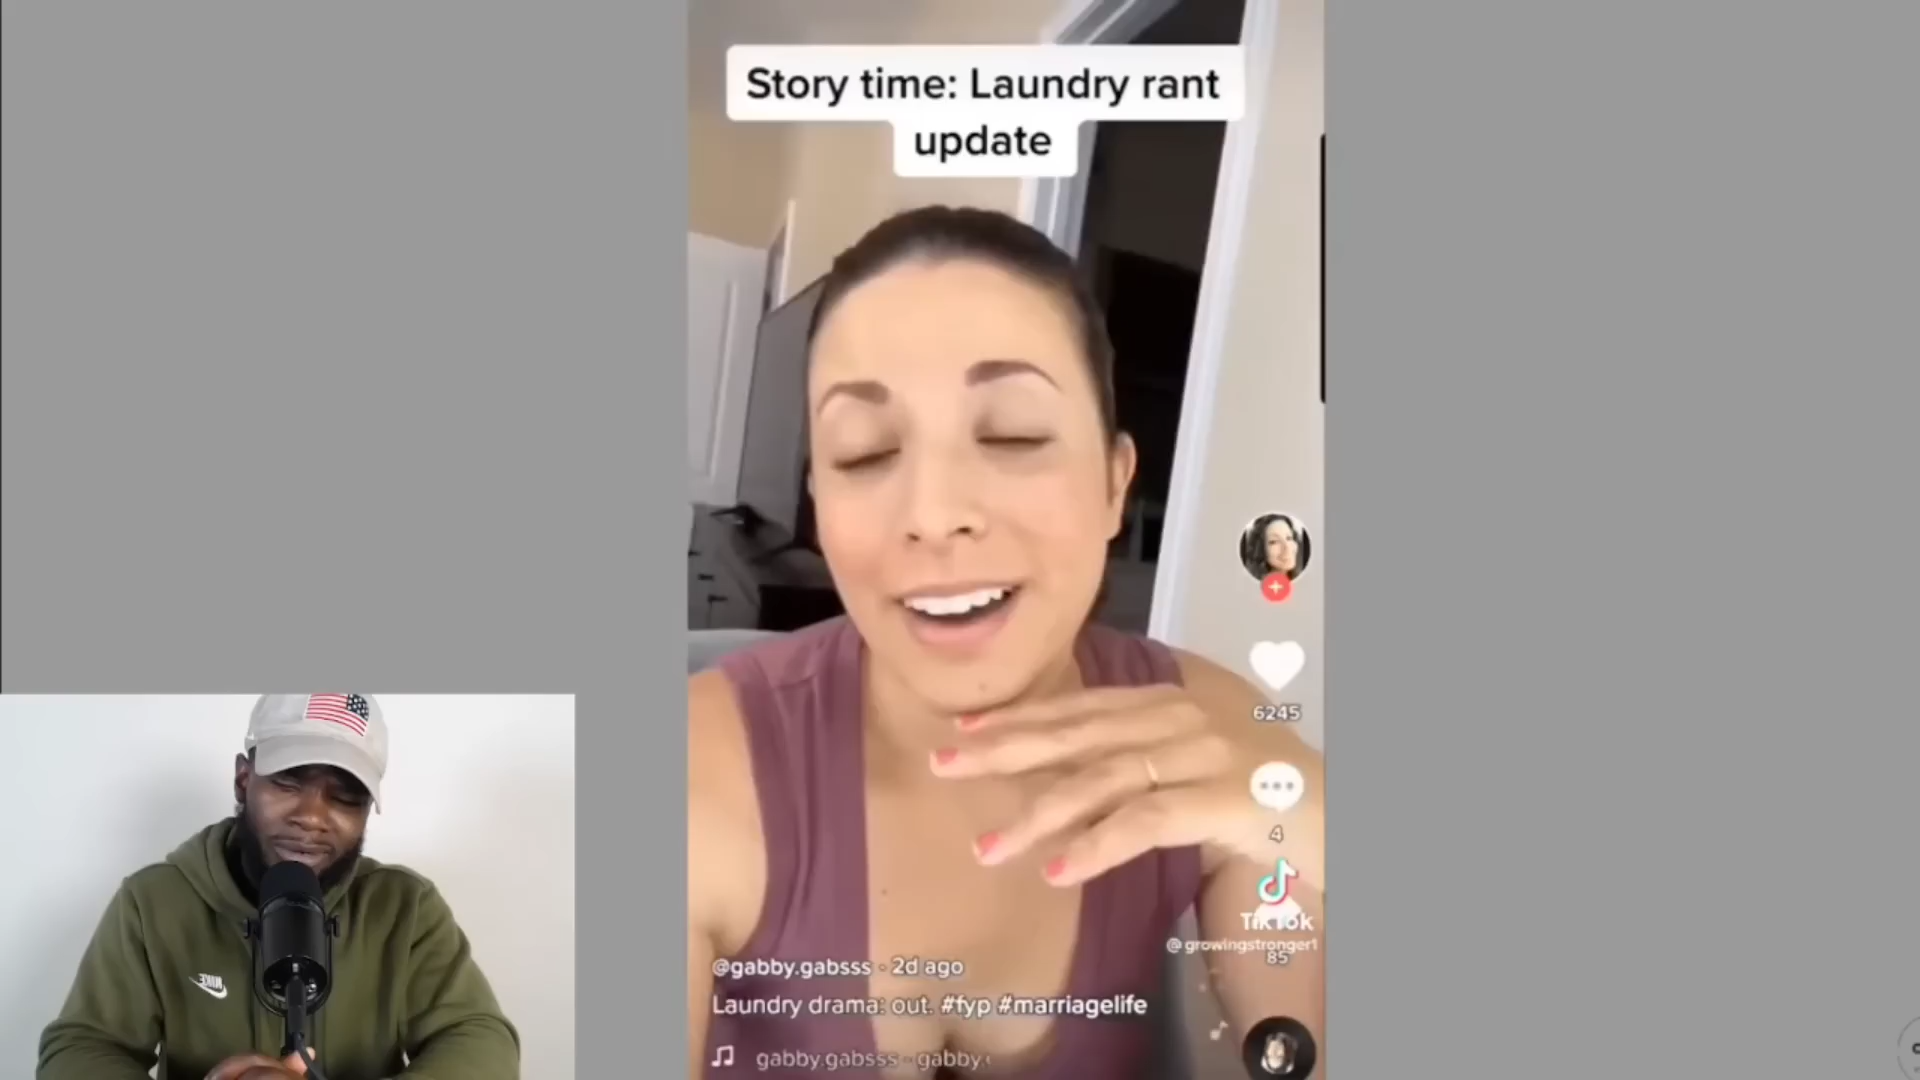 Story time: Laundry rant
update
6245
4
TikTok
@growingstronger1
85
@gabby.gabsss · 2d ago
Laundry drama: out. #fyp #marriagelife
gabby.gabsss - gabby.
NIKE